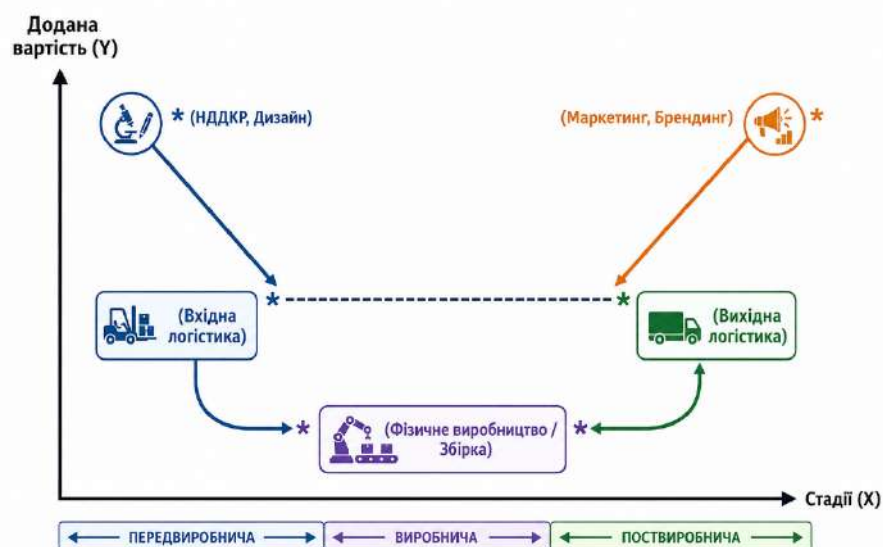 Додана
вартість (Y)
* (НДДКР, Дизайн)
(Маркетинг, Брендинг) *
(Вхідна
логістика)
*
*
(Вихідна
логістика)
*
(Фізичне виробництво /
Збірка)
*
Стадії (X)
ПЕРЕДВИРОБНИЧА
ВИРОБНИЧА
ПОСТВИРОБНИЧА